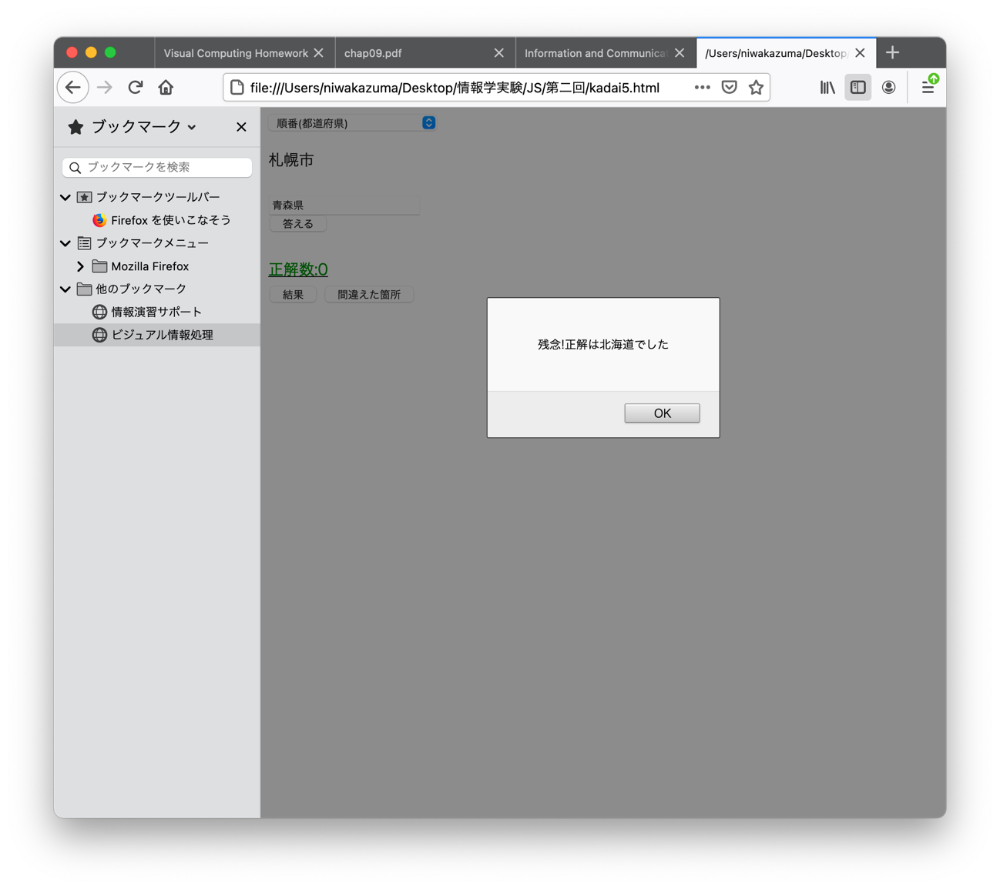 Visual Computing Homework
chap09.pdf
Information and Communicat
/Users/niwakazuma/Desktop/
file:///Users/niwakazuma/Desktop/情報学実験/JS/第二回/kadai5.html
ブックマーク
ブックマークを検索
ブックマークツールバー
Firefox を使いこなそう
ブックマークメニュー
Mozilla Firefox
他のブックマーク
情報演習サポート
ビジュアル情報処理
順番(都道府県)
札幌市
青森県
答える
正解数:0
結果
間違えた箇所
残念!正解は北海道でした
OK